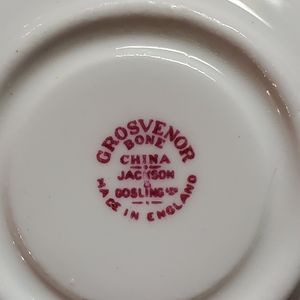 GROSVENOR
BONE
CHINA
JACKSON
&
GOSLING LTD
MADE IN ENGLAND